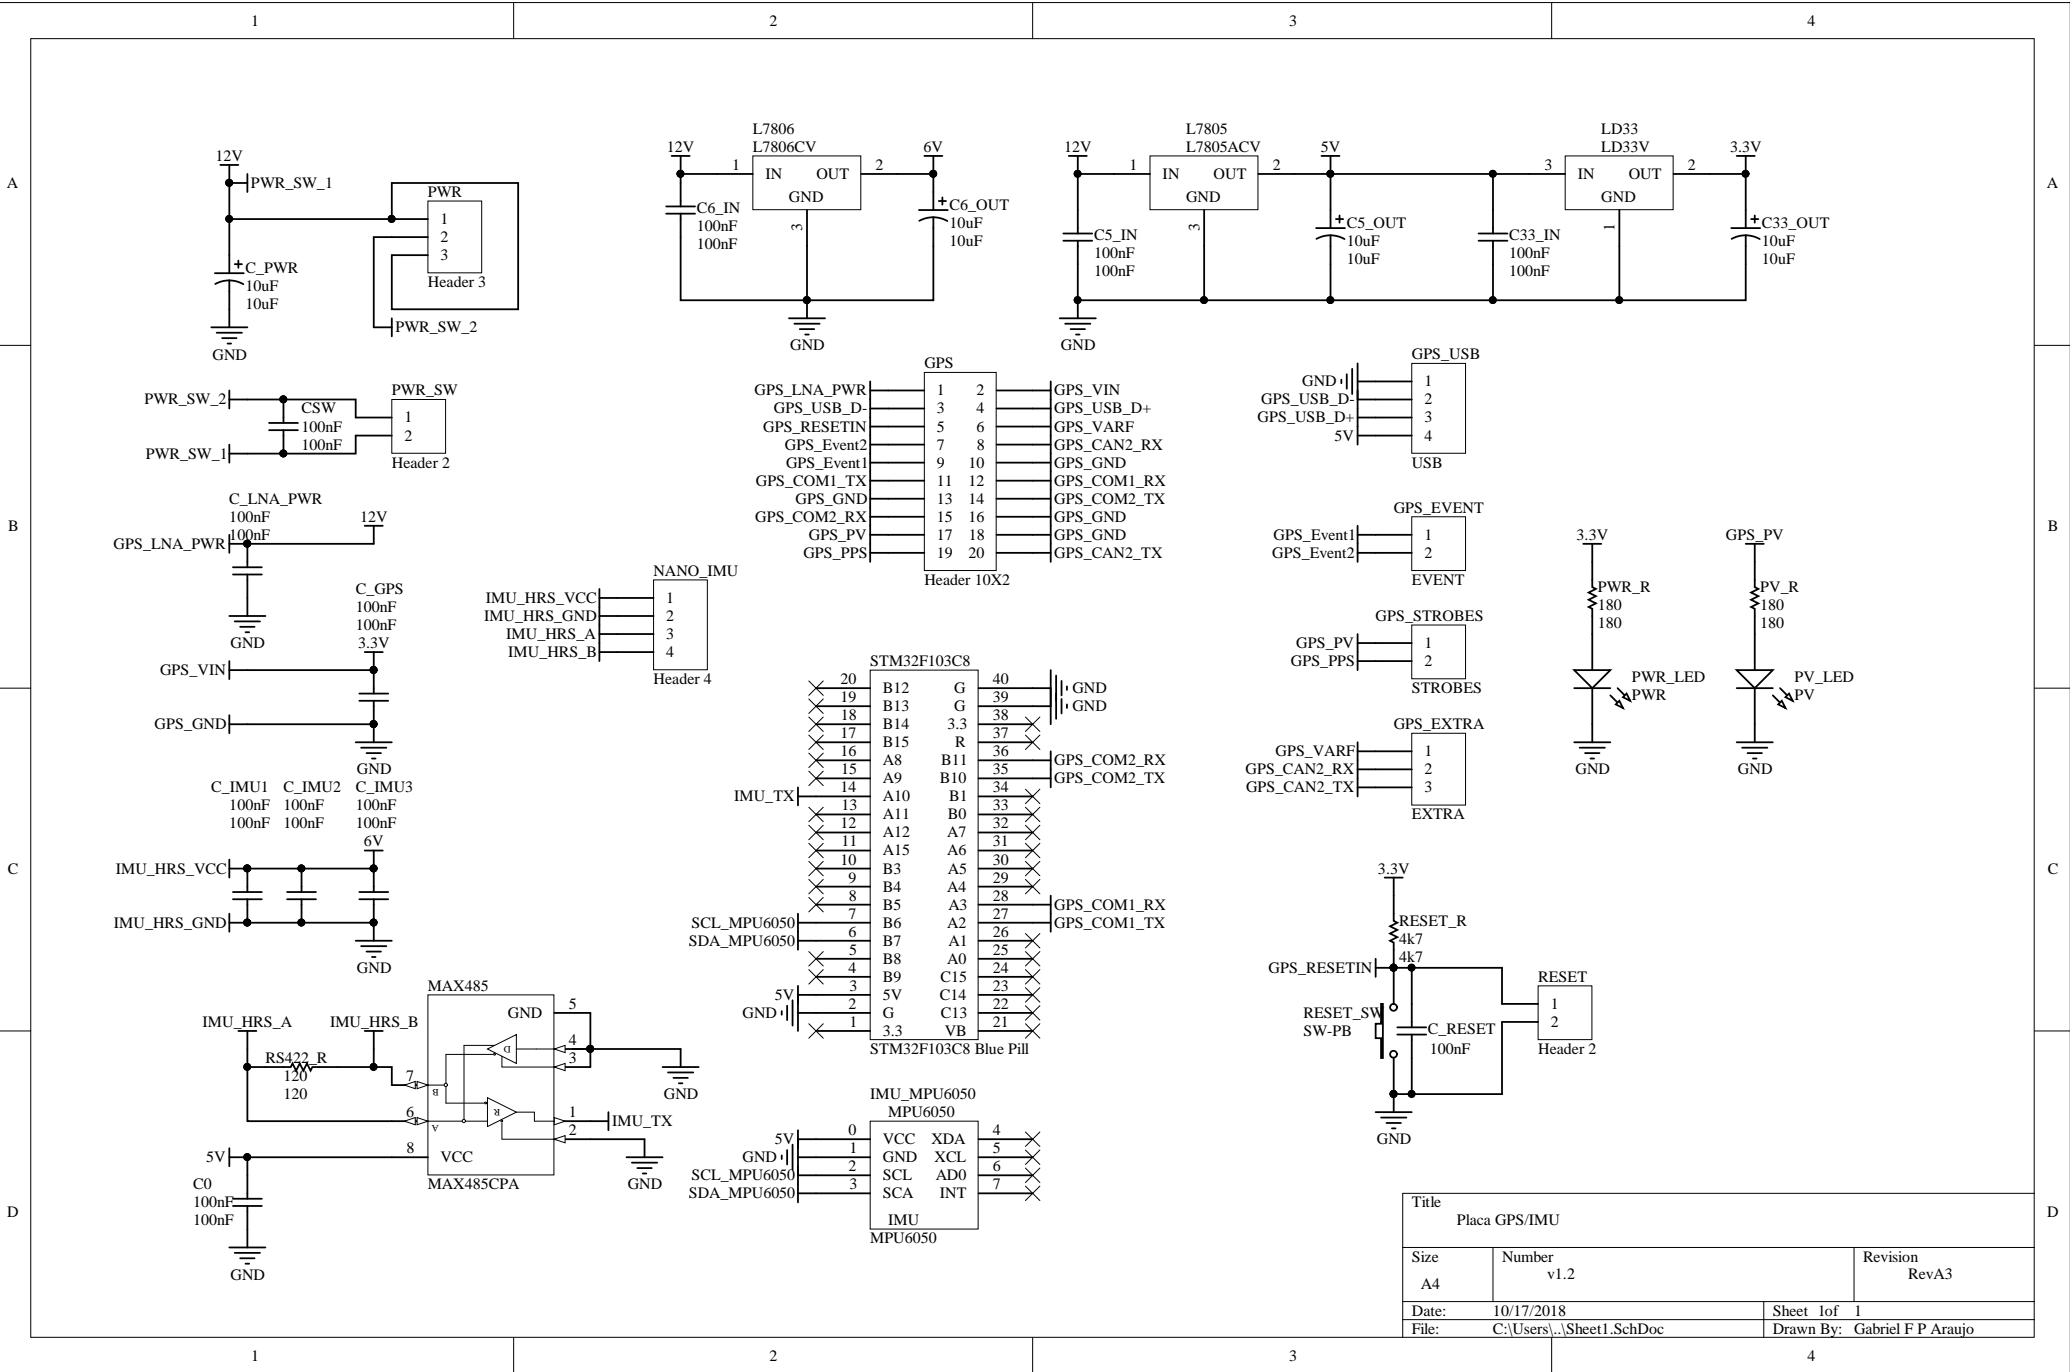 1 2 3 4
A
A
12V
PWR_SW_1
PWR
1
2
3
Header 3
C_PWR
10uF
10uF
GND
PWR_SW_2
L7806
L7806CV
12V
1
IN OUT
GND
2
6V
3
C6_IN
100nF
100nF
C6_OUT
10uF
10uF
GND
L7805
L7805ACV
12V
1
IN OUT
GND
2
5V
3
C5_IN
100nF
100nF
C5_OUT
10uF
10uF
C33_IN
100nF
100nF
LD33
LD33V
3
IN OUT
GND
2
3.3V
1
C33_OUT
10uF
10uF
GND
B
B
PWR_SW_2
PWR_SW_1
CSW
100nF
100nF
PWR_SW
1
2
Header 2
C_LNA_PWR
100nF
100nF
12V
GPS_LNA_PWR
GND
C_GPS
100nF
100nF
3.3V
GPS_VIN
GPS_GND
GND
GPS
GPS_LNA_PWR 1 2 GPS_VIN
GPS_USB_D- 3 4 GPS_USB_D+
GPS_RESETIN 5 6 GPS_VARF
GPS_Event2 7 8 GPS_CAN2_RX
GPS_Event1 9 10 GPS_GND
GPS_COM1_TX 11 12 GPS_COM1_RX
GPS_GND 13 14 GPS_COM2_TX
GPS_COM2_RX 15 16 GPS_GND
GPS_PV 17 18 GPS_GND
GPS_PPS 19 20 GPS_CAN2_TX
Header 10X2
NANO_IMU
IMU_HRS_VCC 1
IMU_HRS_GND 2
IMU_HRS_A 3
IMU_HRS_B 4
Header 4
GPS_USB
GND 1
GPS_USB_D- 2
GPS_USB_D+ 3
5V 4
USB
GPS_EVENT
GPS_Event1 1
GPS_Event2 2
EVENT
GPS_STROBES
GPS_PV 1
GPS_PPS 2
STROBES
GPS_EXTRA
GPS_VARF 1
GPS_CAN2_RX 2
GPS_CAN2_TX 3
EXTRA
3.3V
PWR_R
180
180
PWR_LED
PWR
GND
GPS_PV
PV_R
180
180
PV_LED
PV
GND
C
C
C_IMU1 C_IMU2 C_IMU3
100nF 100nF 100nF
100nF 100nF 100nF
6V
IMU_HRS_VCC
IMU_HRS_GND
GND
STM32F103C8
20 B12 G 40 GND
19 B13 G 39 GND
18 B14 3.3 38
17 B15 R 37
16 A8 B11 36 GPS_COM2_RX
15 A9 B10 35 GPS_COM2_TX
IMU_TX 14 A10 B1 34
13 A11 B0 33
12 A12 A7 32
11 A15 A6 31
10 B3 A5 30
9 B4 A4 29
8 B5 A3 28 GPS_COM1_RX
SCL_MPU6050 7 B6 A2 27 GPS_COM1_TX
SDA_MPU6050 6 B7 A1 26
5 B8 A0 25
4 B9 C15 24
5V 3 5V C14 23
GND 2 G C13 22
1 3.3 VB 21
STM32F103C8 Blue Pill
3.3V
RESET_R
4k7
4k7
GPS_RESETIN
RESET_SW
SW-PB
C_RESET
100nF
RESET
1
2
Header 2
GND
D
D
IMU_HRS_A IMU_HRS_B
RS422_R
120
120
MAX485
GND 5
D
4
3
GND
7
B
R
6
A
1 IMU_TX
2
GND
5V 8 VCC
MAX485CPA
C0
100nF
100nF
GND
IMU_MPU6050
MPU6050
5V 0 VCC XDA 4
GND 1 GND XCL 5
SCL_MPU6050 2 SCL AD0 6
SDA_MPU6050 3 SCA INT 7
IMU
MPU6050
Title
Placa GPS/IMU
Size Number Revision
A4 v1.2 RevA3
Date: 10/17/2018 Sheet 1of 1
File: C:\Users\..\Sheet1.SchDoc Drawn By: Gabriel F P Araujo
1 2 3 4